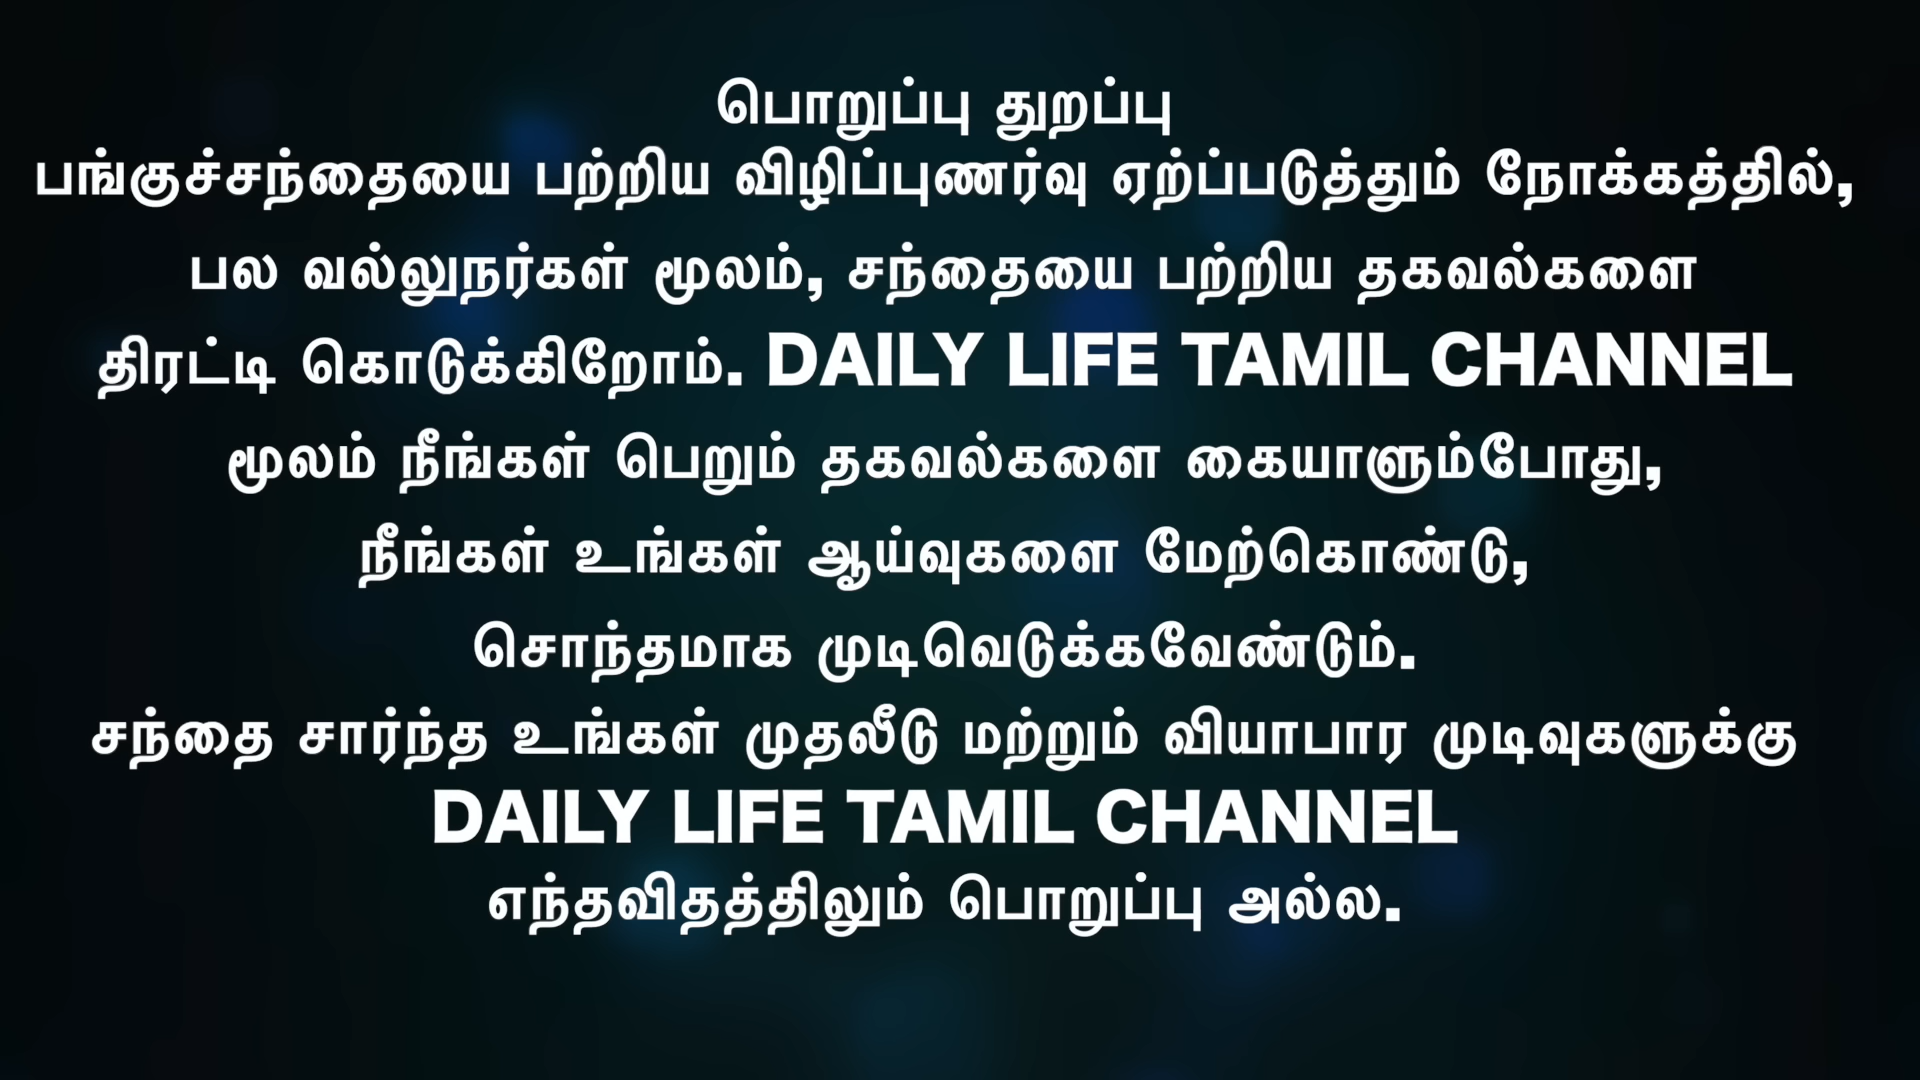 பொறுப்பு துறப்பு
பங்குச்சந்தையை பற்றிய விழிப்புணர்வு ஏற்ப்படுத்தும் நோக்கத்தில்,
பல வல்லுநர்கள் மூலம், சந்தையை பற்றிய தகவல்களை
திரட்டி கொடுக்கிறோம். DAILY LIFE TAMIL CHANNEL
மூலம் நீங்கள் பெறும் தகவல்களை கையாளும்போது,
நீங்கள் உங்கள் ஆய்வுகளை மேற்கொண்டு,
சொந்தமாக முடிவெடுக்கவேண்டும்.
சந்தை சார்ந்த உங்கள் முதலீடு மற்றும் வியாபார முடிவுகளுக்கு
DAILY LIFE TAMIL CHANNEL
எந்தவிதத்திலும் பொறுப்பு அல்ல.